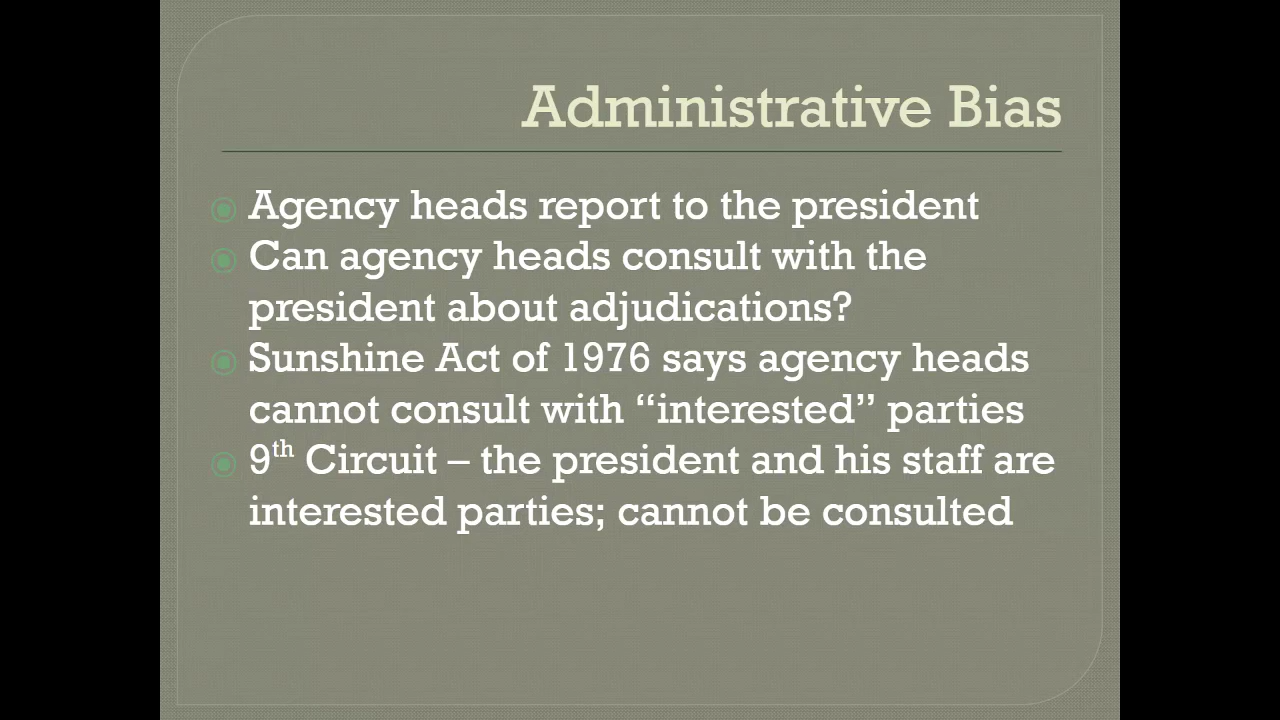 Administrative Bias
Agency heads report to the president
Can agency heads consult with the
president about adjudications?
Sunshine Act of 1976 says agency heads
cannot consult with “interested” parties
9th Circuit – the president and his staff are
interested parties; cannot be consulted